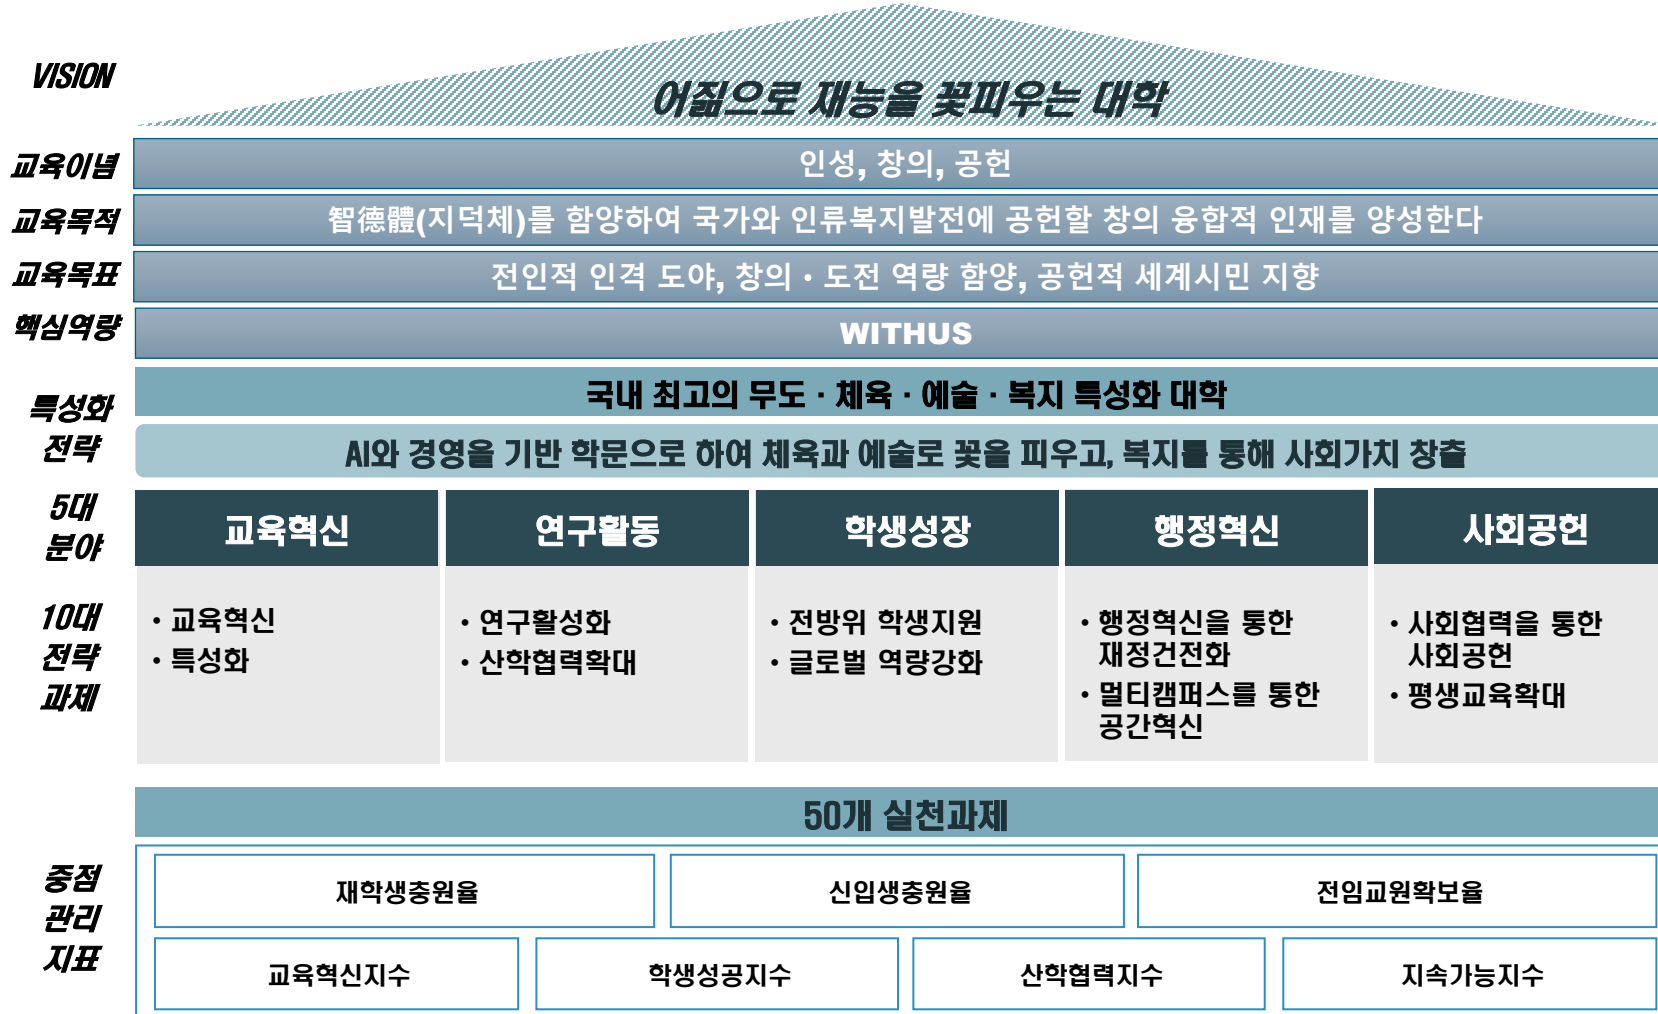 VISION
어짊으로 재능을 꽃피우는 대학
교육이념
인성, 창의, 공헌
교육목적
智德體(지덕체)를 함양하여 국가와 인류복지발전에 공헌할 창의 융합적 인재를 양성한다
교육목표
전인적 인격 도야, 창의・도전 역량 함양, 공헌적 세계시민 지향
핵심역량
WITHUS
특성화
전략
국내 최고의 무도 · 체육 · 예술 · 복지 특성화 대학
AI와 경영을 기반 학문으로 하여 체육과 예술로 꽃을 피우고, 복지를 통해 사회가치 창출
5대
분야
교육혁신
연구활동
학생성장
행정혁신
사회공헌
10대
전략
과제
• 교육혁신
• 특성화
• 연구활성화
• 산학협력확대
• 전방위 학생지원
• 글로벌 역량강화
• 행정혁신을 통한
재정건전화
• 멀티캠퍼스를 통한
공간혁신
• 사회협력을 통한
사회공헌
• 평생교육확대
50개 실천과제
중점
관리
지표
재학생충원율
신입생충원율
전임교원확보율
교육혁신지수
학생성공지수
산학협력지수
지속가능지수